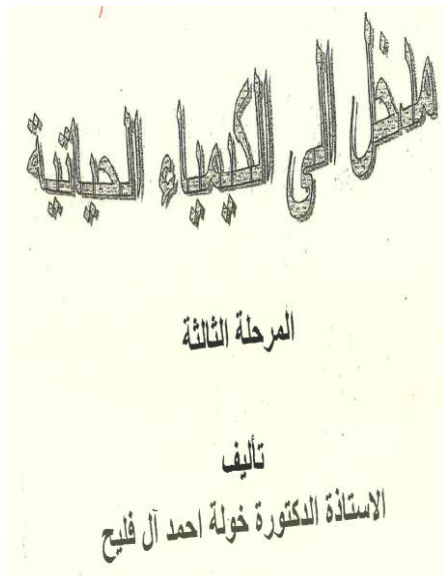 مدخل الى الكيمياء الحياتية
المرحلة الثالثة
تأليف
الاستاذة الدكتورة خولة احمد آل فليح